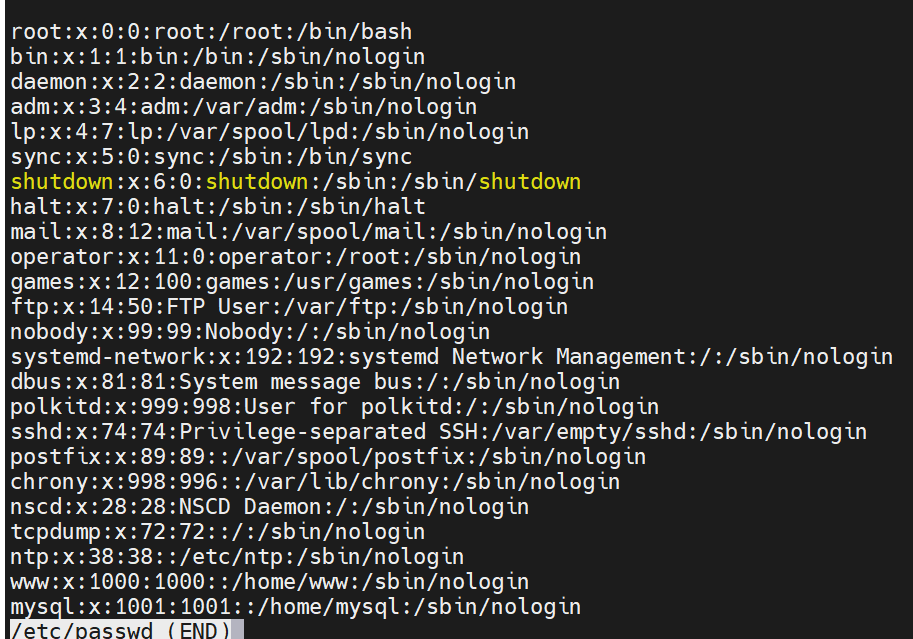 root:x:0:0:root:/root:/bin/bash
bin:x:1:1:bin:/bin:/sbin/nologin
daemon:x:2:2:daemon:/sbin:/sbin/nologin
adm:x:3:4:adm:/var/adm:/sbin/nologin
lp:x:4:7:lp:/var/spool/lpd:/sbin/nologin
sync:x:5:0:sync:/sbin:/bin/sync
shutdown:x:6:0:shutdown:/sbin:/sbin/shutdown
halt:x:7:0:halt:/sbin:/sbin/halt
mail:x:8:12:mail:/var/spool/mail:/sbin/nologin
operator:x:11:0:operator:/root:/sbin/nologin
games:x:12:100:games:/usr/games:/sbin/nologin
ftp:x:14:50:FTP User:/var/ftp:/sbin/nologin
nobody:x:99:99:Nobody:/:/sbin/nologin
systemd-network:x:192:192:systemd Network Management:/:/sbin/nologin
dbus:x:81:81:System message bus:/:/sbin/nologin
polkitd:x:999:998:User for polkitd:/:/sbin/nologin
sshd:x:74:74:Privilege-separated SSH:/var/empty/sshd:/sbin/nologin
postfix:x:89:89::/var/spool/postfix:/sbin/nologin
chrony:x:998:996::/var/lib/chrony:/sbin/nologin
nscd:x:28:28:NSCD Daemon:/:/sbin/nologin
tcpdump:x:72:72::/:/sbin/nologin
ntp:x:38:38::/etc/ntp:/sbin/nologin
www:x:1000:1000::/home/www:/sbin/nologin
mysql:x:1001:1001::/home/mysql:/sbin/nologin
/etc/passwd (END)